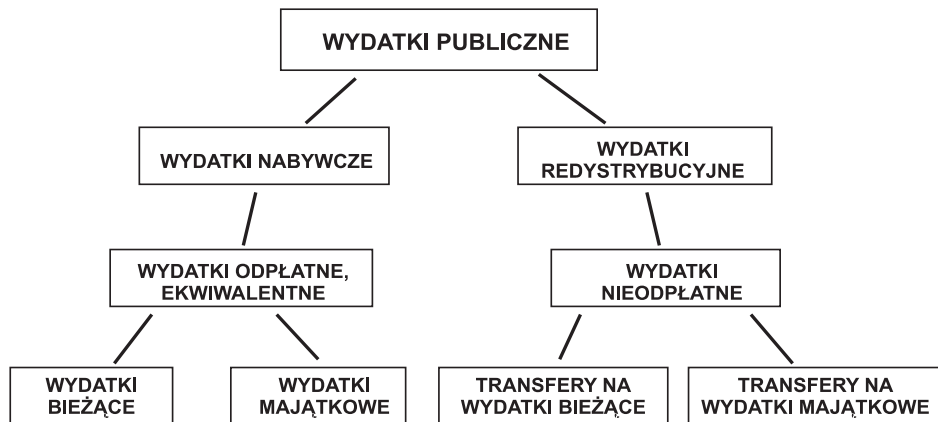 WYDATKI PUBLICZNE
WYDATKI NABYWCZE
WYDATKI
REDYSTRYBUCYJNE
WYDATKI ODPŁATNE,
EKWIWALENTNE
WYDATKI
NIEODPŁATNE
WYDATKI
BIEŻĄCE
WYDATKI
MAJĄTKOWE
TRANSFERY NA
WYDATKI BIEŻĄCE
TRANSFERY NA
WYDATKI MAJĄTKOWE